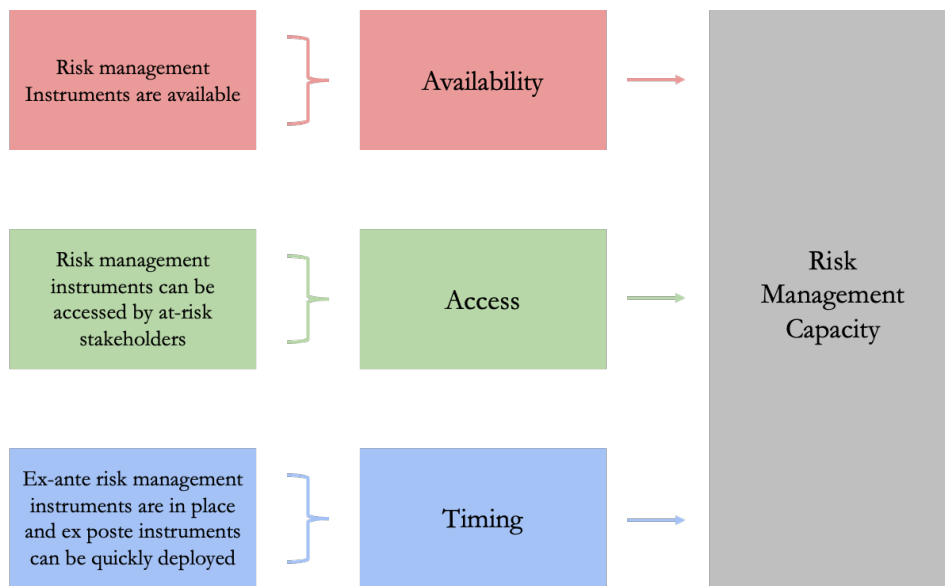 Risk management
Instruments are available
Availability
Risk management
instruments can be
accessed by at-risk
stakeholders
Access
Ex-ante risk management
instruments are in place
and ex poste instruments
can be quickly deployed
Timing
Risk
Management
Capacity